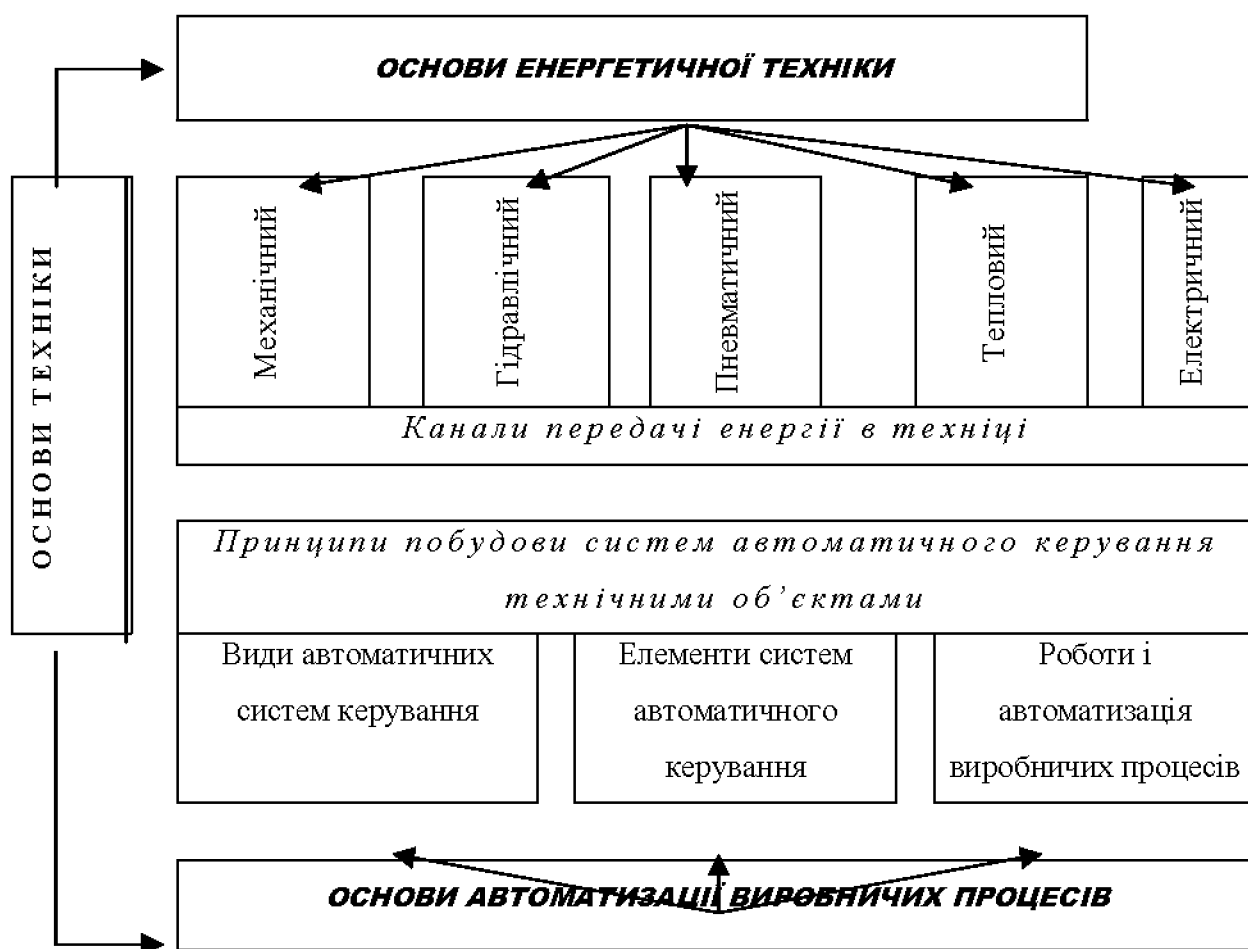 ОСНОВИ ЕНЕРГЕТИЧНОЇ ТЕХНІКИ
ОСНОВИ ТЕХНІКИ
Механічний
Гідравлічний
Пневматичний
Тепловий
Електричний
Канали передачі енергії в техніці
Принципи побудови систем автоматичного керування
технічними об’єктами
Види автоматичних
систем керування
Елементи систем
автоматичного
керування
Роботи і
автоматизація
виробничих процесів
ОСНОВИ АВТОМАТИЗАЦІЇ ВИРОБНИЧИХ ПРОЦЕСІВ